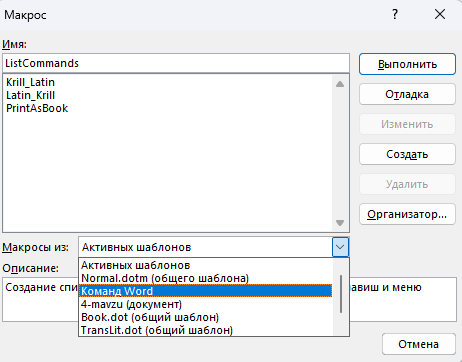 Макрос
Имя:
ListCommands
Выполнить
Krill_Latin
Latin_Krill
PrintAsBook
Отладка
Изменить
Создать
Удалить
Организатор...
Макросы из:
Активных шаблонов
Активных шаблонов
Normal.dotm (общего шаблона)
Команд Word
4-mavzu (документ)
Book.dot (общий шаблон)
TransLit.dot (общий шаблон)
Описание:
Создание спи
авиш и меню
Отмена